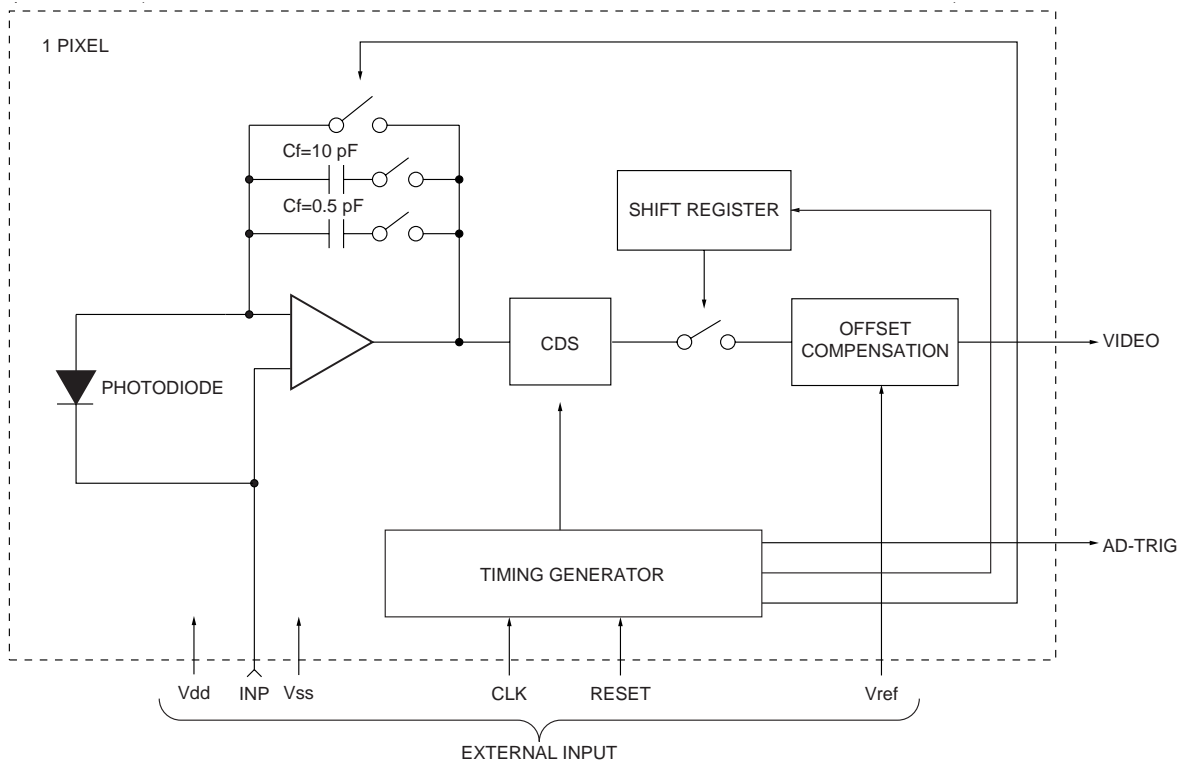 1 PIXEL
Cf=10 pF
Cf=0.5 pF
SHIFT REGISTER
PHOTODIODE
CDS
OFFSET
COMPENSATION
VIDEO
TIMING GENERATOR
AD-TRIG
Vdd
INP
Vss
CLK
RESET
Vref
EXTERNAL INPUT